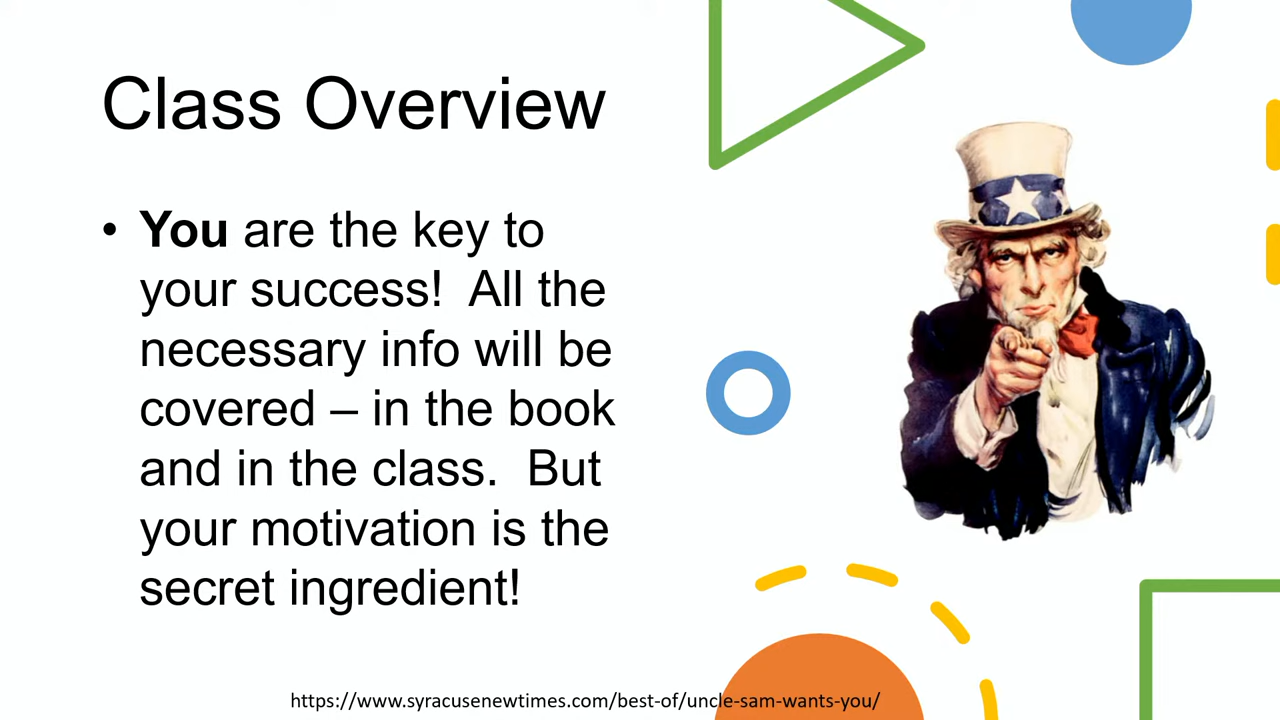 Class Overview
• You are the key to
your success!  All the
necessary info will be
covered – in the book
and in the class.  But
your motivation is the
secret ingredient!
https://www.syracusenewtimes.com/best-of/uncle-sam-wants-you/